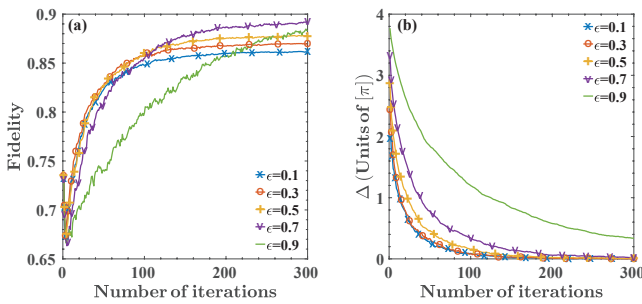 (a)
Fidelity
0.9
0.85
0.8
0.75
0.7
0.65
0
100
200
300
Number of iterations
ϵ=0.1
ϵ=0.3
ϵ=0.5
ϵ=0.7
ϵ=0.9
(b)
Δ (Units of [π])
4
3
2
1
0
0
100
200
300
Number of iterations
ϵ=0.1
ϵ=0.3
ϵ=0.5
ϵ=0.7
ϵ=0.9